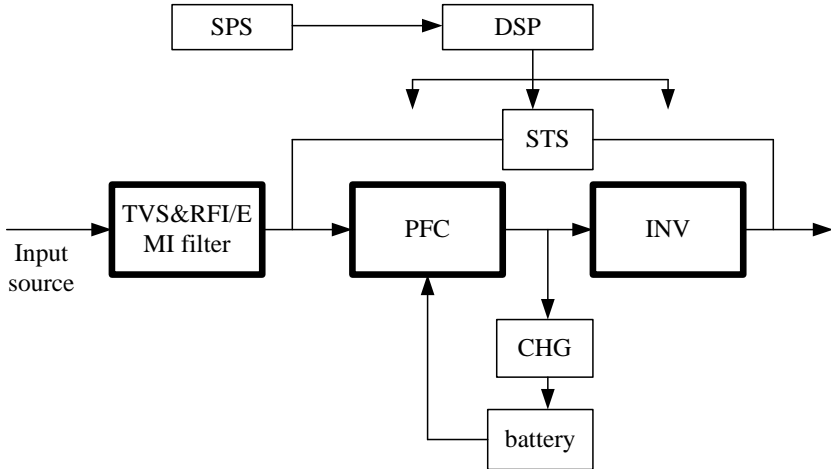 SPS
DSP
STS
TVS&RFI/E
MI filter
PFC
INV
Input
source
CHG
battery